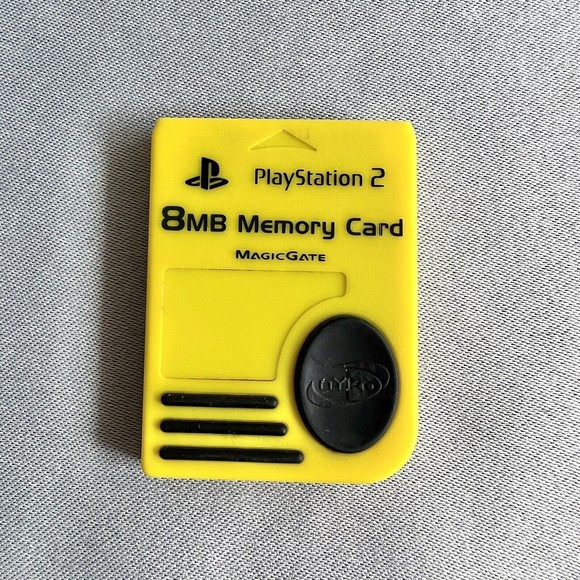 PlayStation 2
8MB Memory Card
MAGICGATE
NYKO